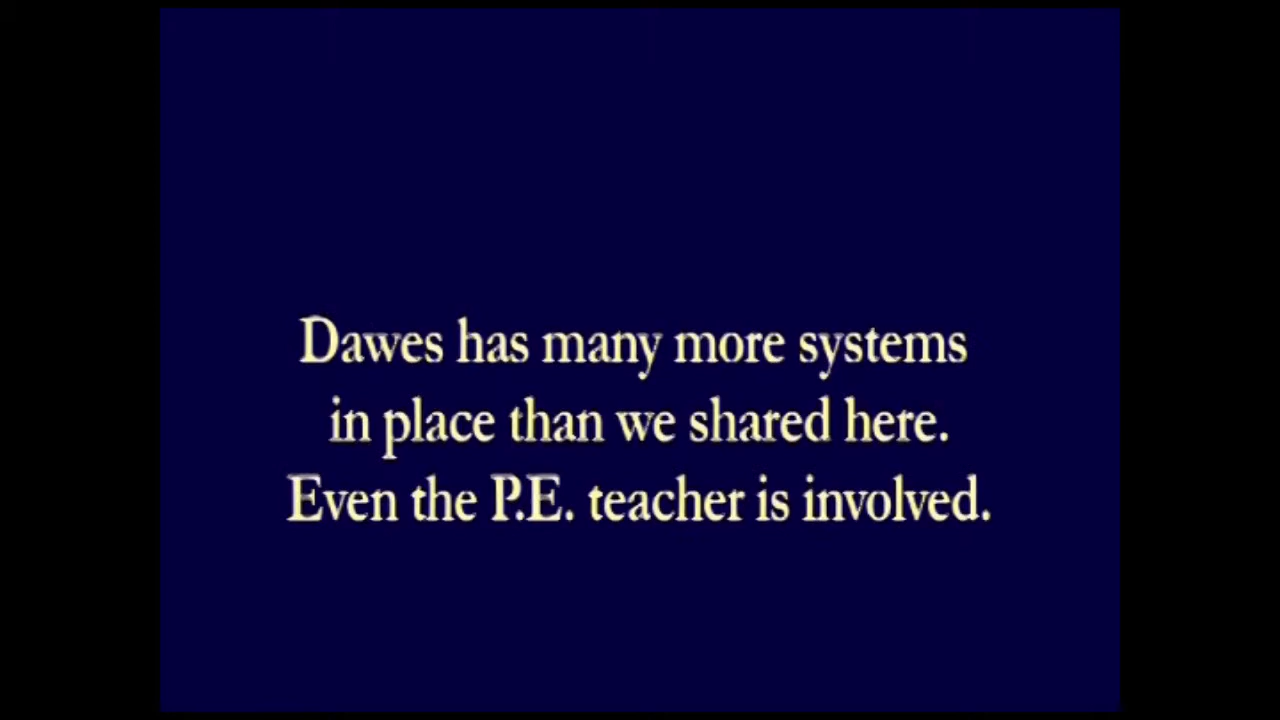 Dawes has many more systems
in place than we shared here.
Even the P.E. teacher is involved.